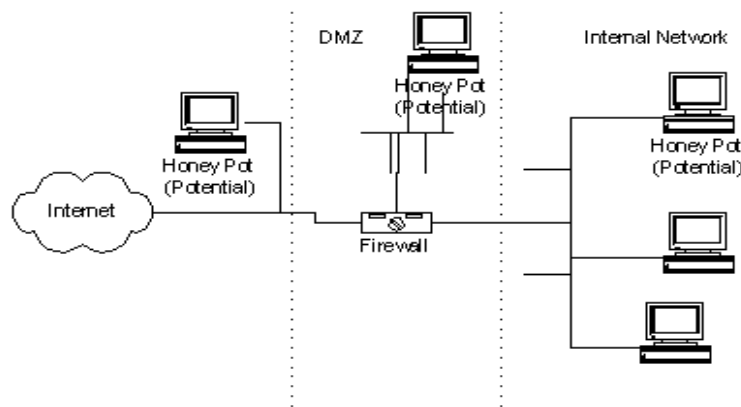 DMZ
Internal Network
Honey Pot
(Potential)
Honey Pot
(Potential)
Honey Pot
(Potential)
Internet
Firewall